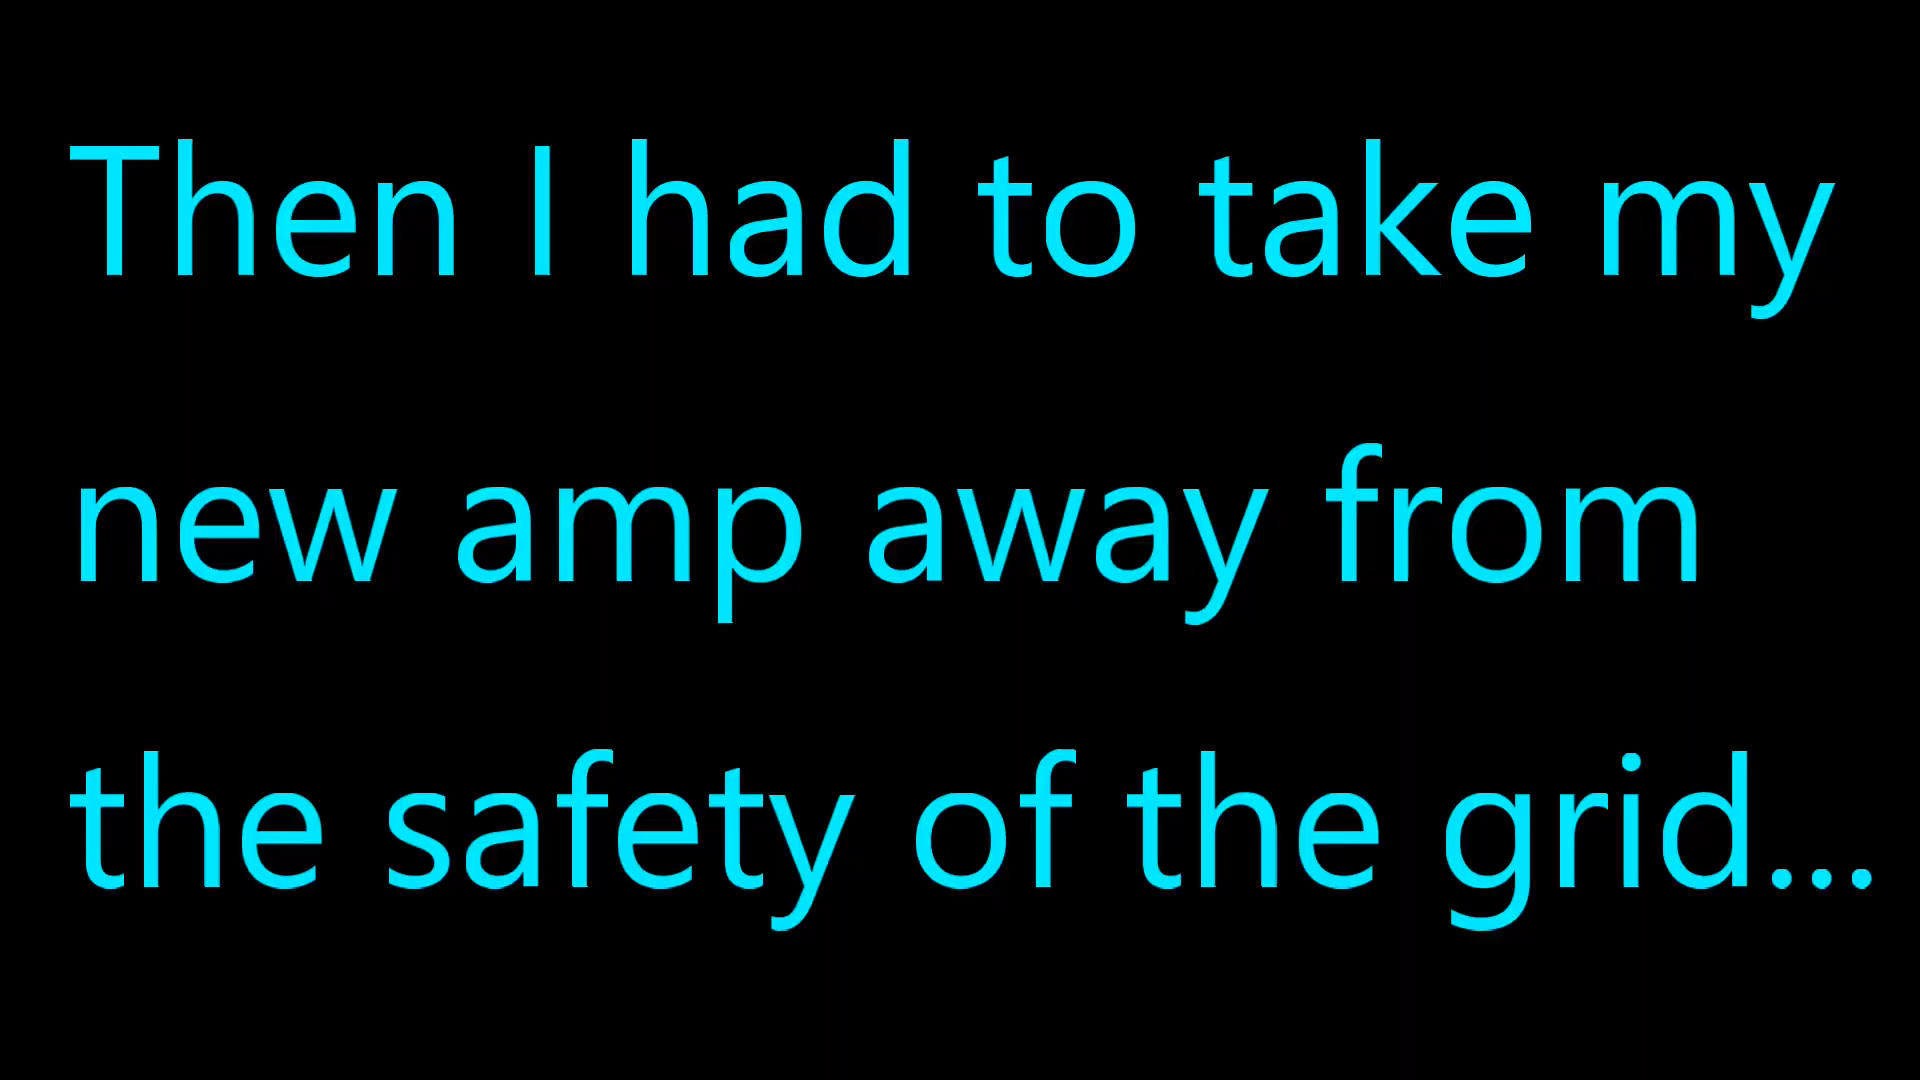 Then I had to take my
new amp away from
the safety of the grid...